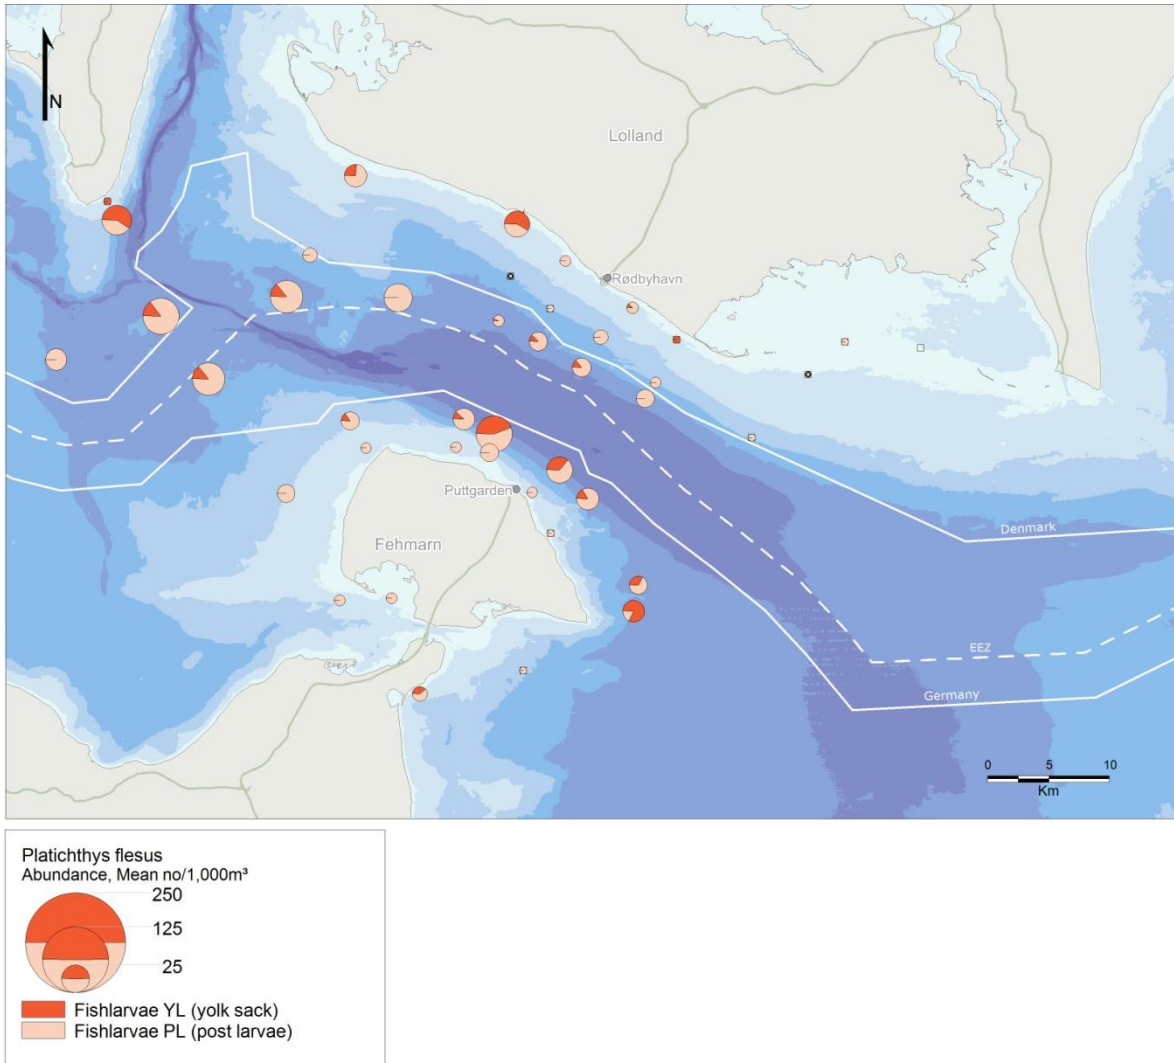 N
Lolland
Rødbyhavn
Puttgarden
Fehmarn
Denmark
EEZ
Germany
0 5 10
Km
Platichthys flesus
Abundance, Mean no/1,000m³
250
125
25
Fishlarvae YL (yolk sack)
Fishlarvae PL (post larvae)